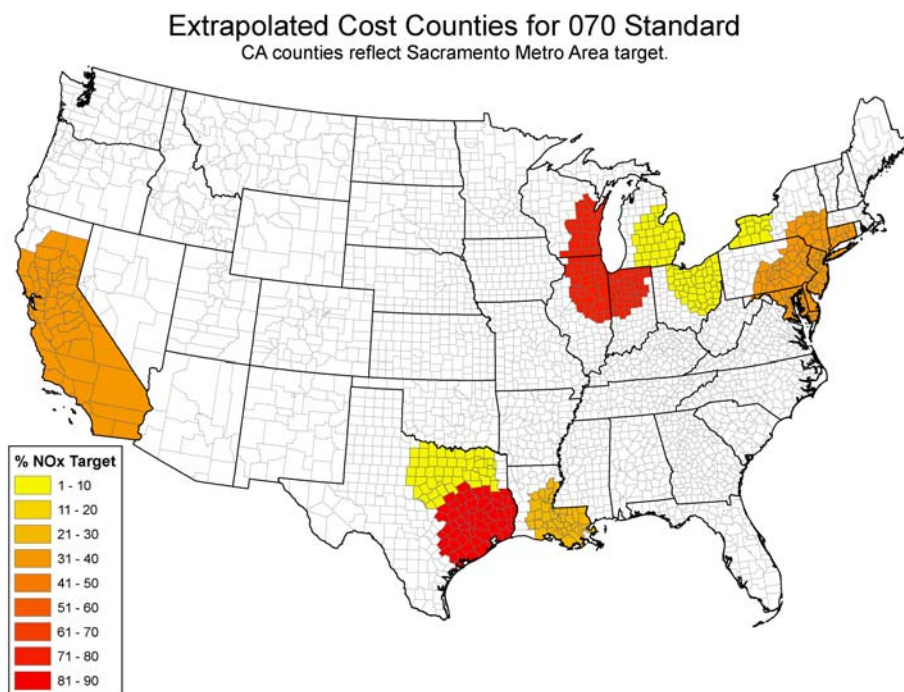 Extrapolated Cost Counties for 070 Standard
CA counties reflect Sacramento Metro Area target.
% NOx Target
1 - 10
11 - 20
21 - 30
31 - 40
41 - 50
51 - 60
61 - 70
71 - 80
81 - 90